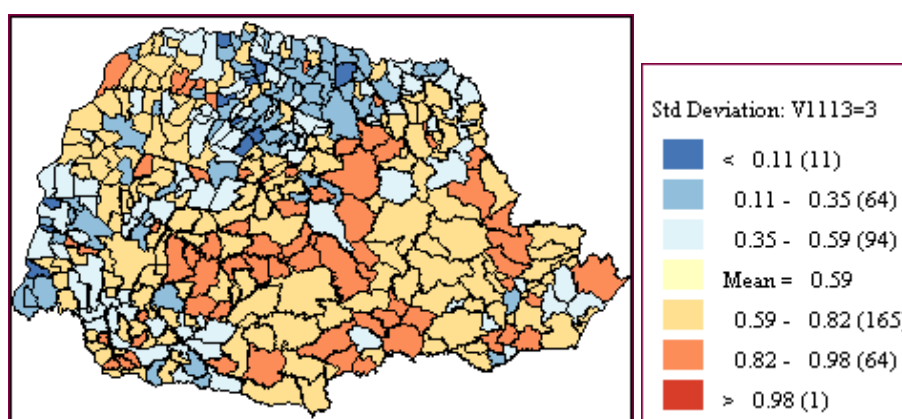 Std Deviation: V1113=3
< 0.11 (11)
0.11 - 0.35 (64)
0.35 - 0.59 (94)
Mean = 0.59
0.59 - 0.82 (165)
0.82 - 0.98 (64)
> 0.98 (1)